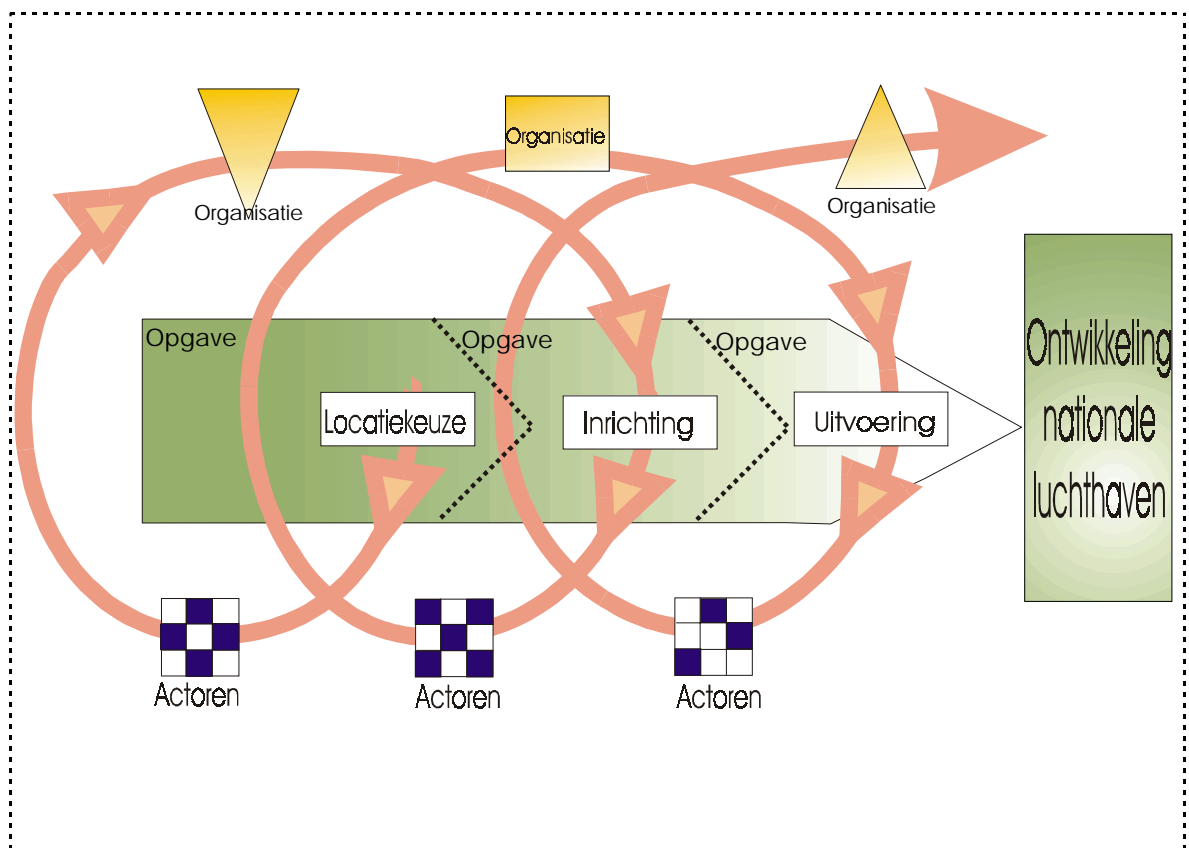 Organisatie
Organisatie
Organisatie
Opgave
Opgave
Opgave
Locatiekeuze
Inrichting
Uitvoering
Ontwikkeling
nationale
luchthaven
Actoren
Actoren
Actoren